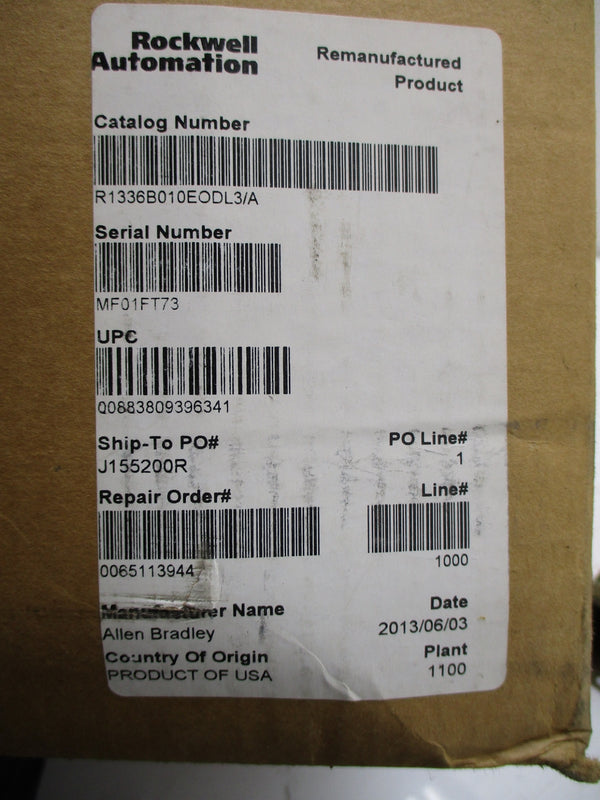 Rockwell
Automation
Remanufactured
Product
Catalog Number
R1336B010EODL3/A
Serial Number
MF01FT73
UPC
00883809396341
Ship-To PO#
J155200R
PO Line#
1
Repair Order#
0065113944
Line#
1000
Manufacturer Name
Allen Bradley
Date
2013/06/03
Country Of Origin
PRODUCT OF USA
Plant
1100